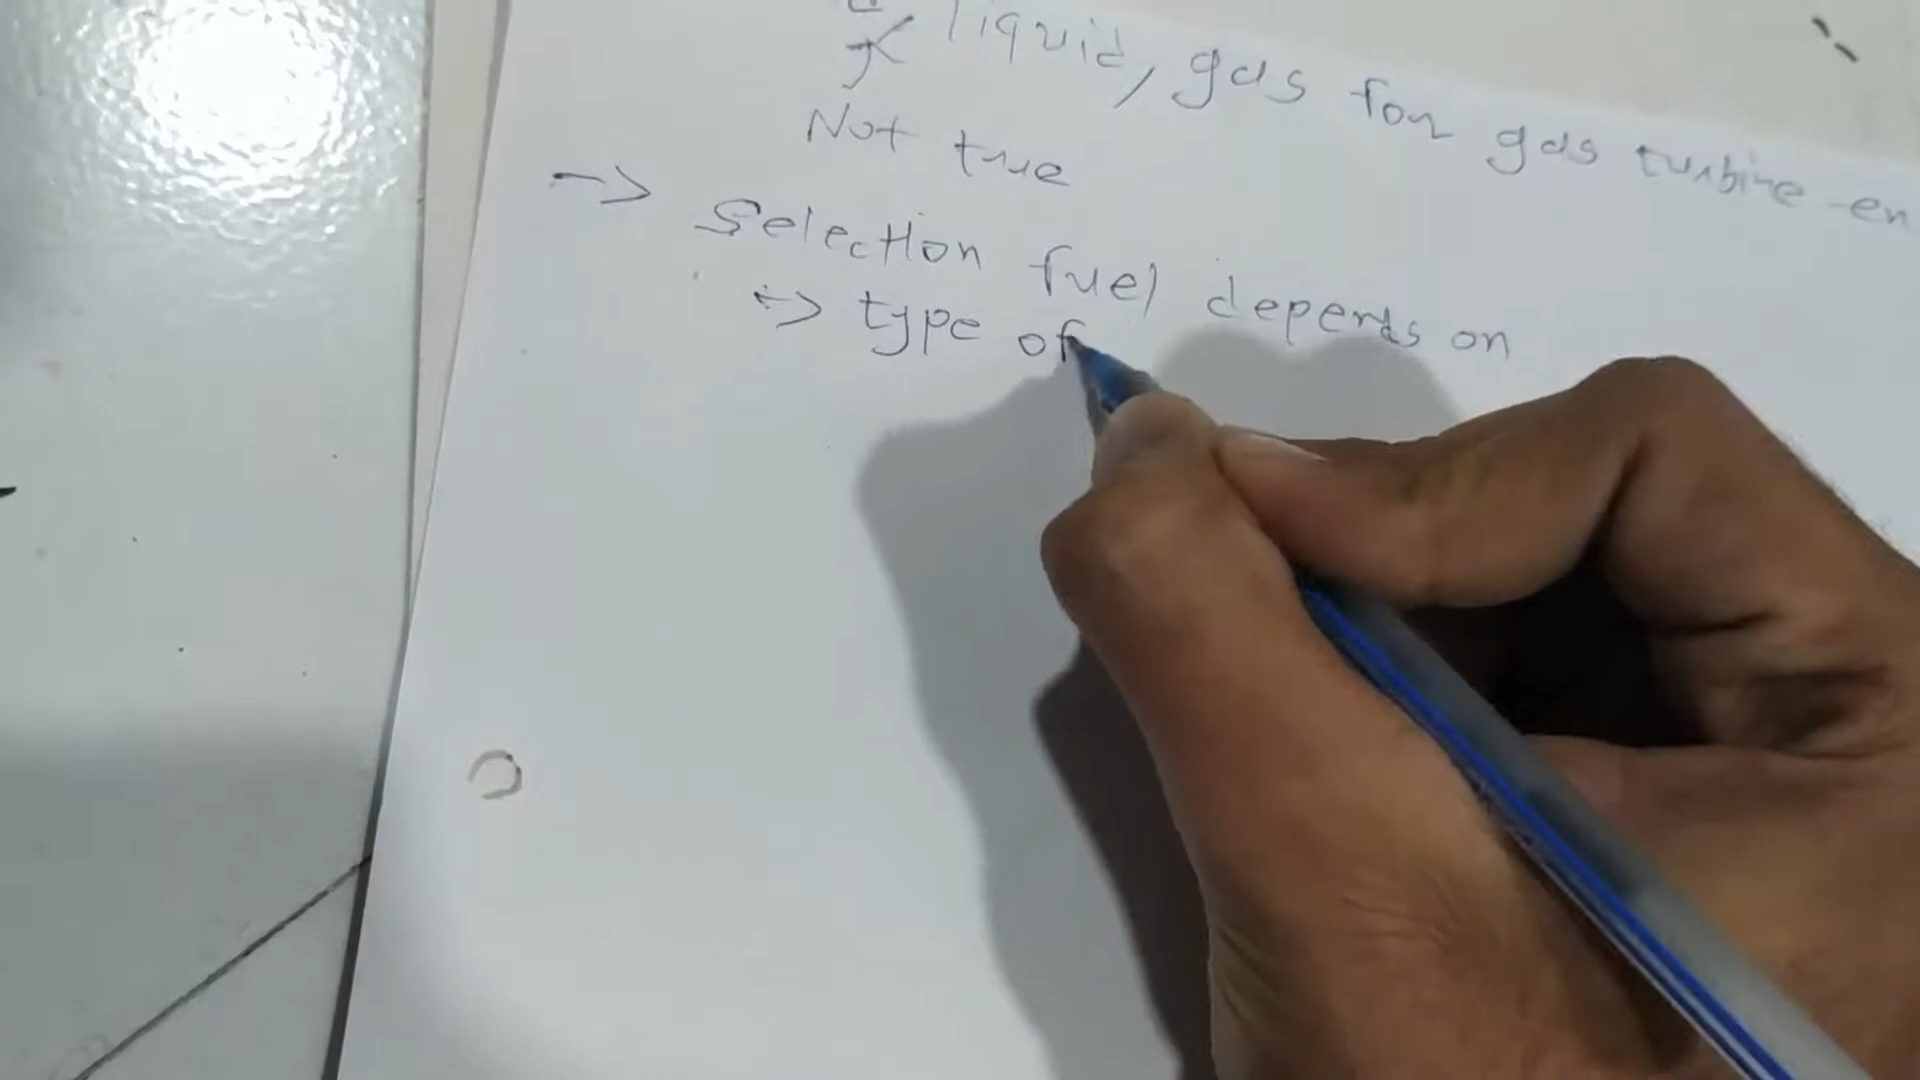 liquid, gas for gas turbine en
Not true
-> Selection fuel depends on
-> type of